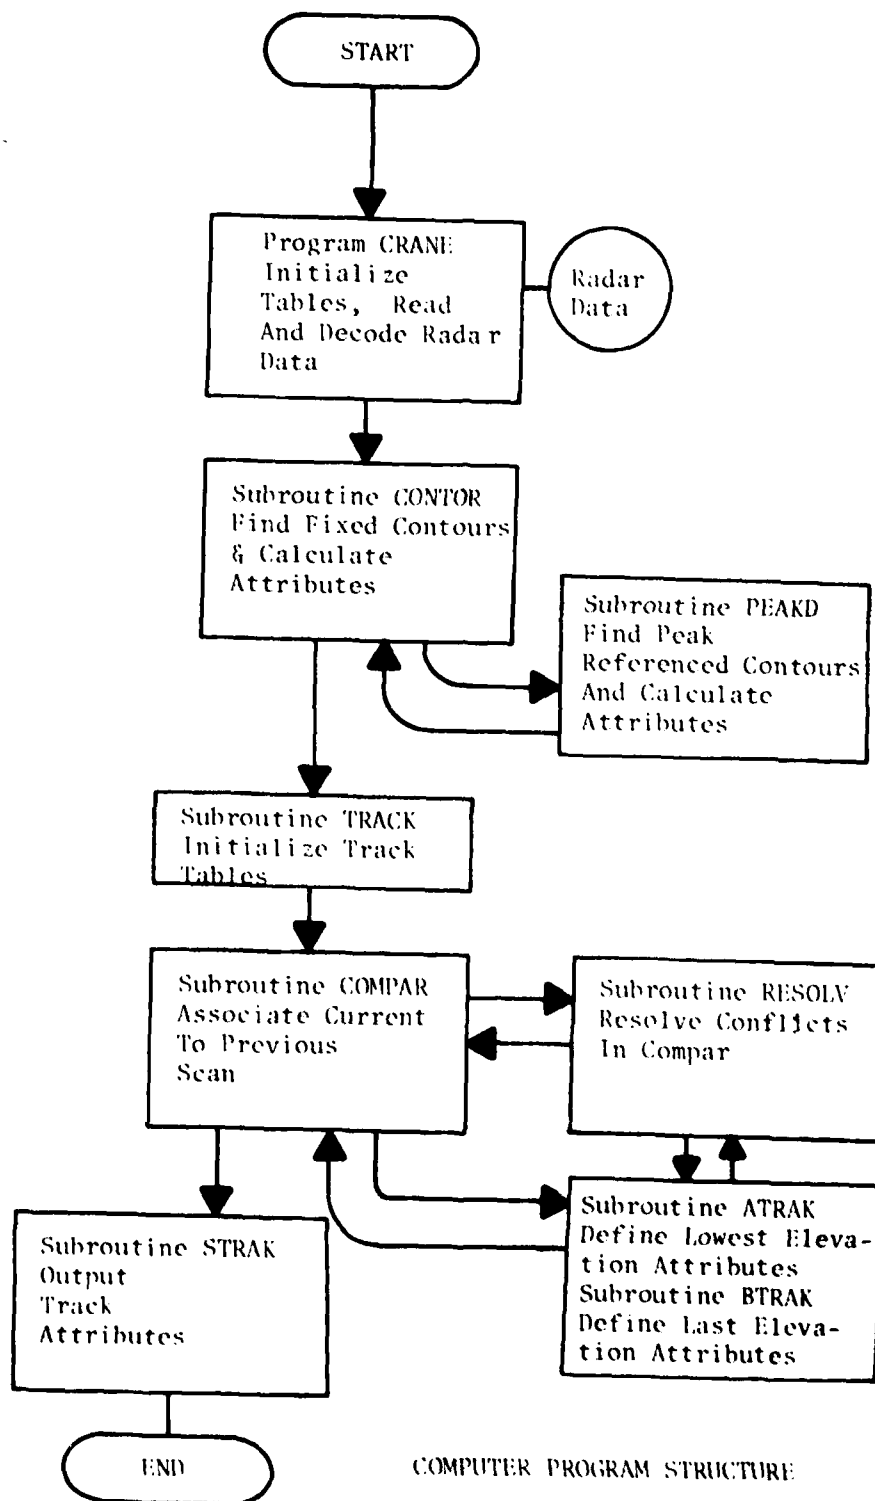 START
Program CRANE
Initialize
Tables, Read
And Decode Radar
Data
Radar
Data
Subroutine CONTOR
Find Fixed Contours
& Calculate
Attributes
Subroutine PEAKD
Find Peak
Referenced Contours
And Calculate
Attributes
Subroutine TRACK
Initialize Track
Tables
Subroutine COMPAR
Associate Current
To Previous
Scan
Subroutine RESOLV
Resolve Conflicts
In Compar
Subroutine ATRAK
Define Lowest Eleva-
tion Attributes
Subroutine BTRAK
Define Last Eleva-
tion Attributes
Subroutine STRAK
Output
Track
Attributes
END
COMPUTER PROGRAM STRUCTURE